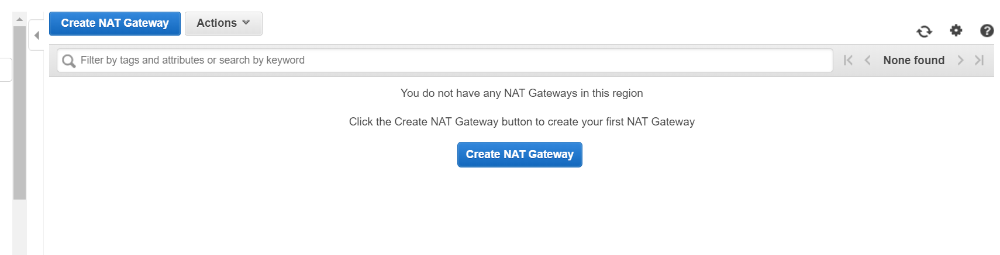 Create NAT Gateway
Actions
Filter by tags and attributes or search by keyword
None found
You do not have any NAT Gateways in this region
Click the Create NAT Gateway button to create your first NAT Gateway
Create NAT Gateway